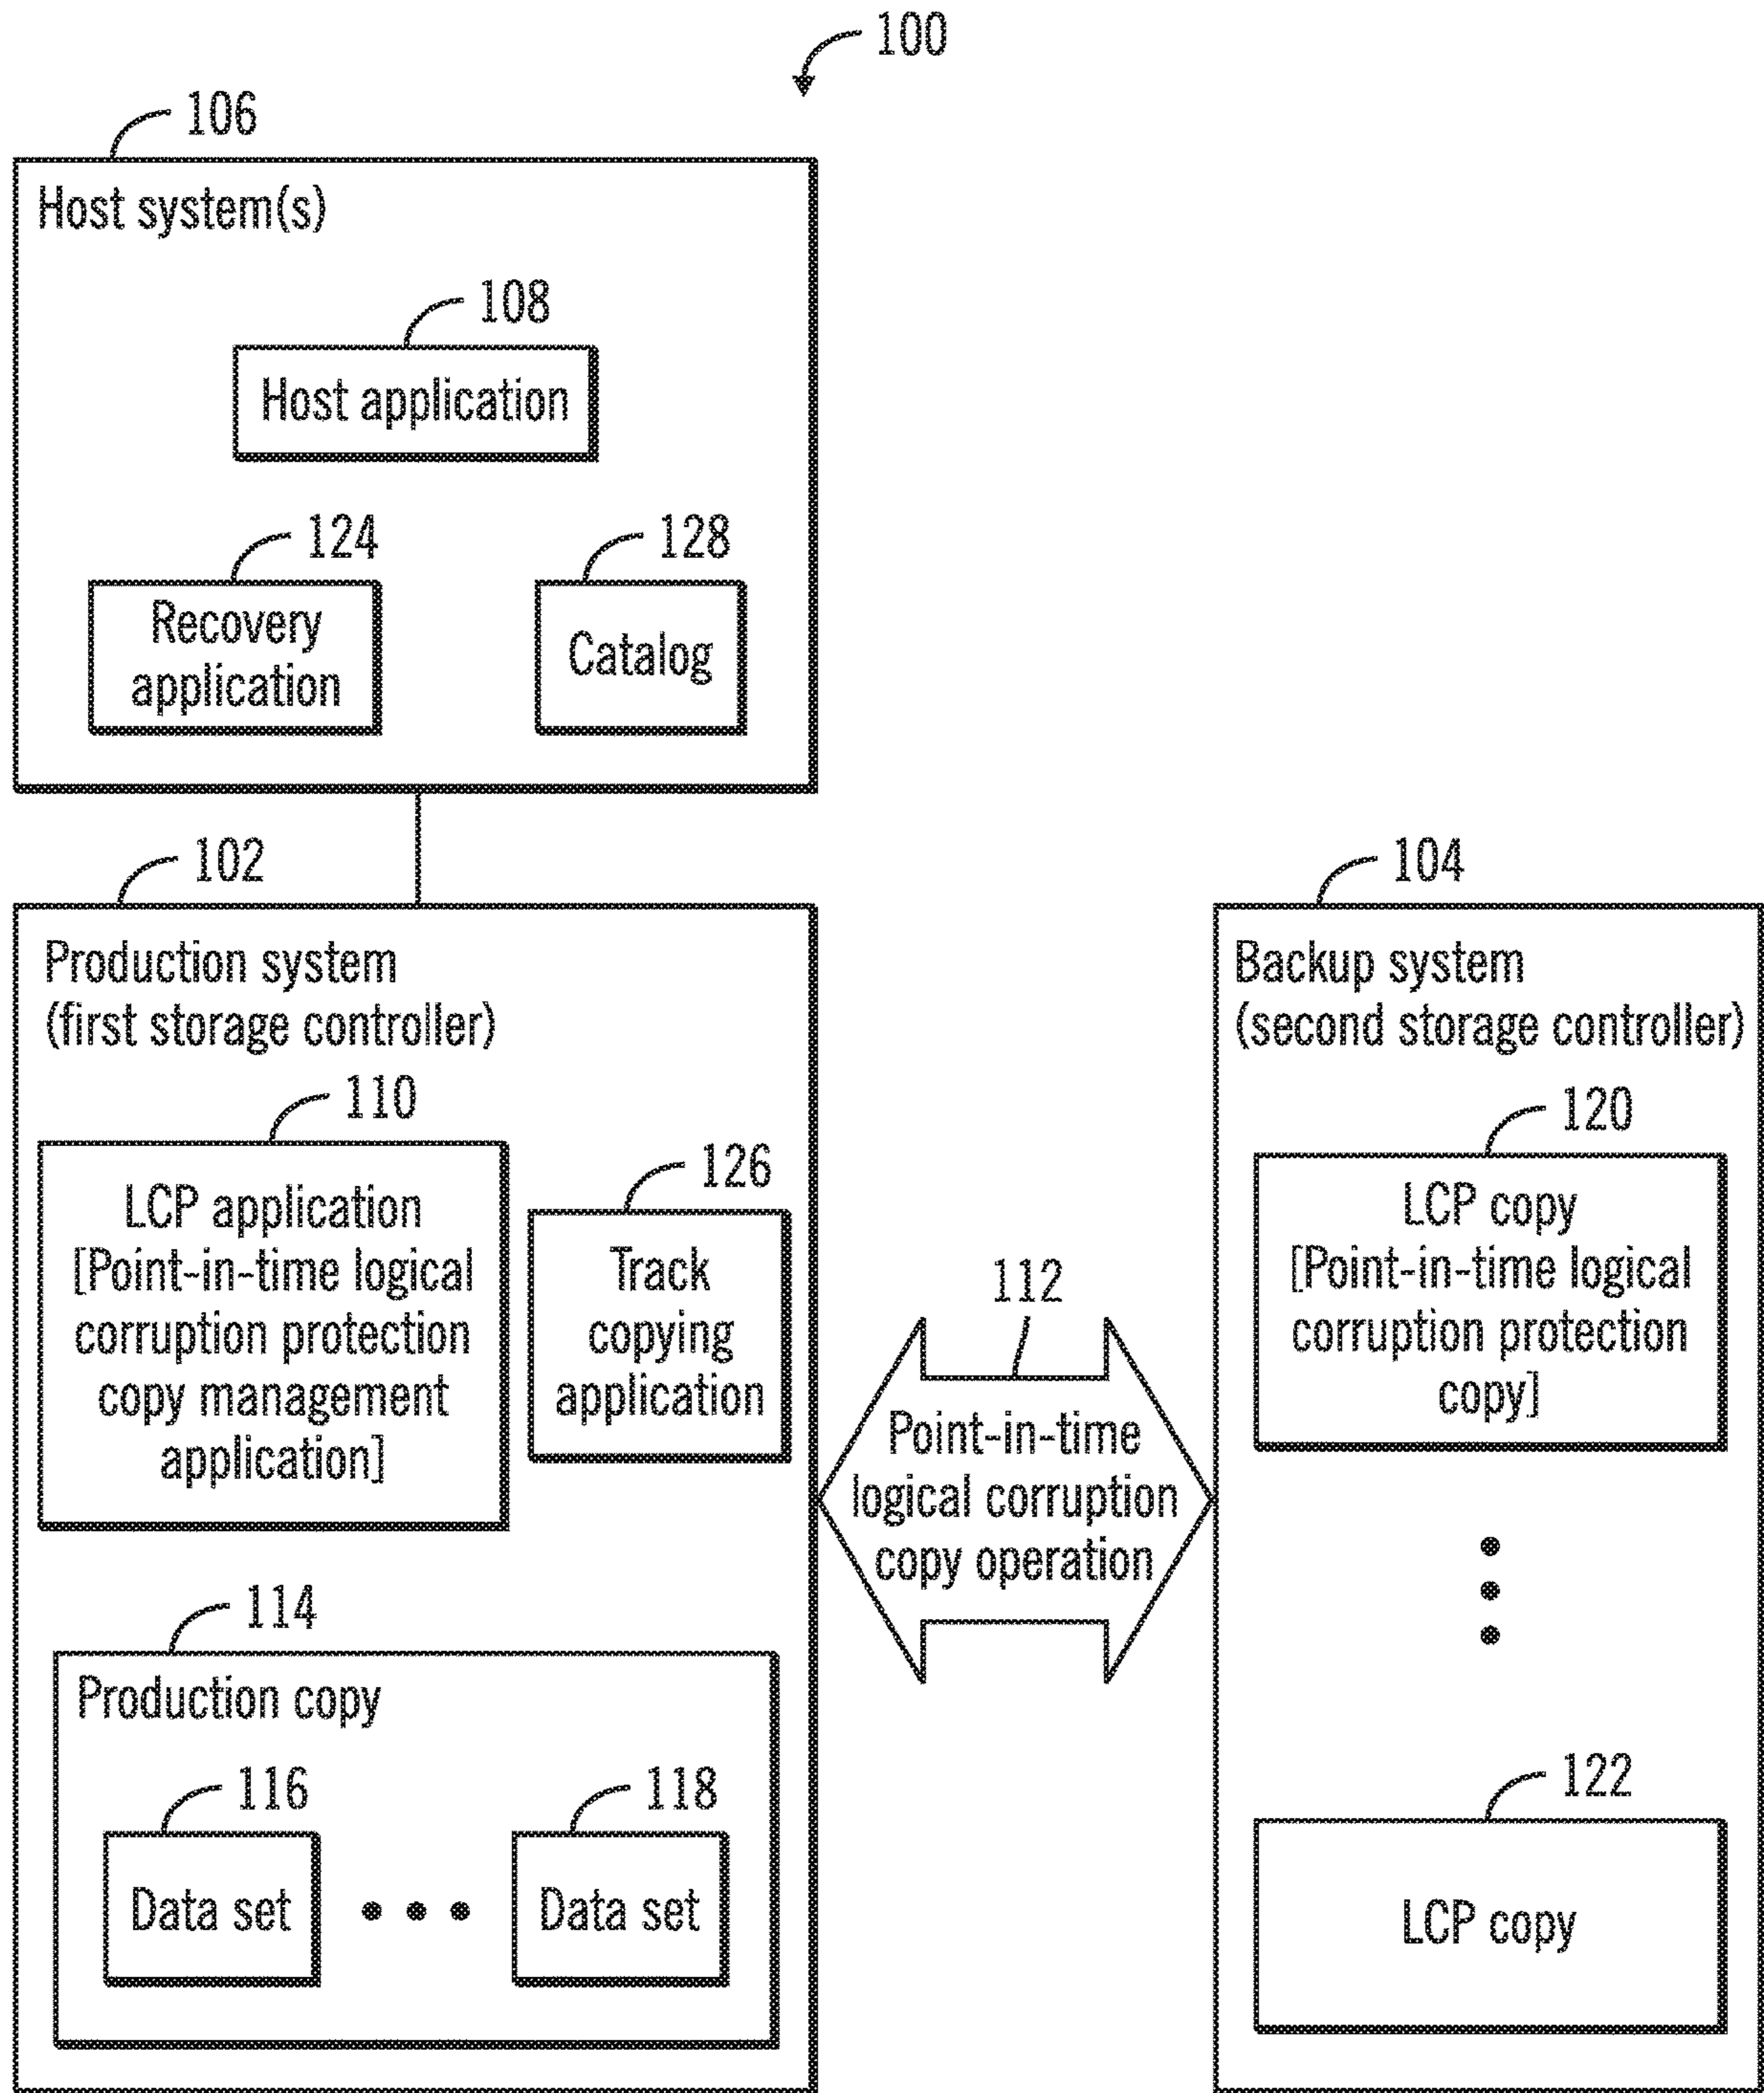 100
106
Host system(s)
108
Host application
124
128
Recovery
application
Catalog
102
Production system
(first storage controller)
110
LCP application
[Point-in-time logical
corruption protection
copy management
application]
126
Track
copying
application
112
Point-in-time
logical corruption
copy operation
104
Backup system
(second storage controller)
120
LCP copy
[Point-in-time logical
corruption protection
copy]
114
Production copy
116
Data set
118
Data set
122
LCP copy